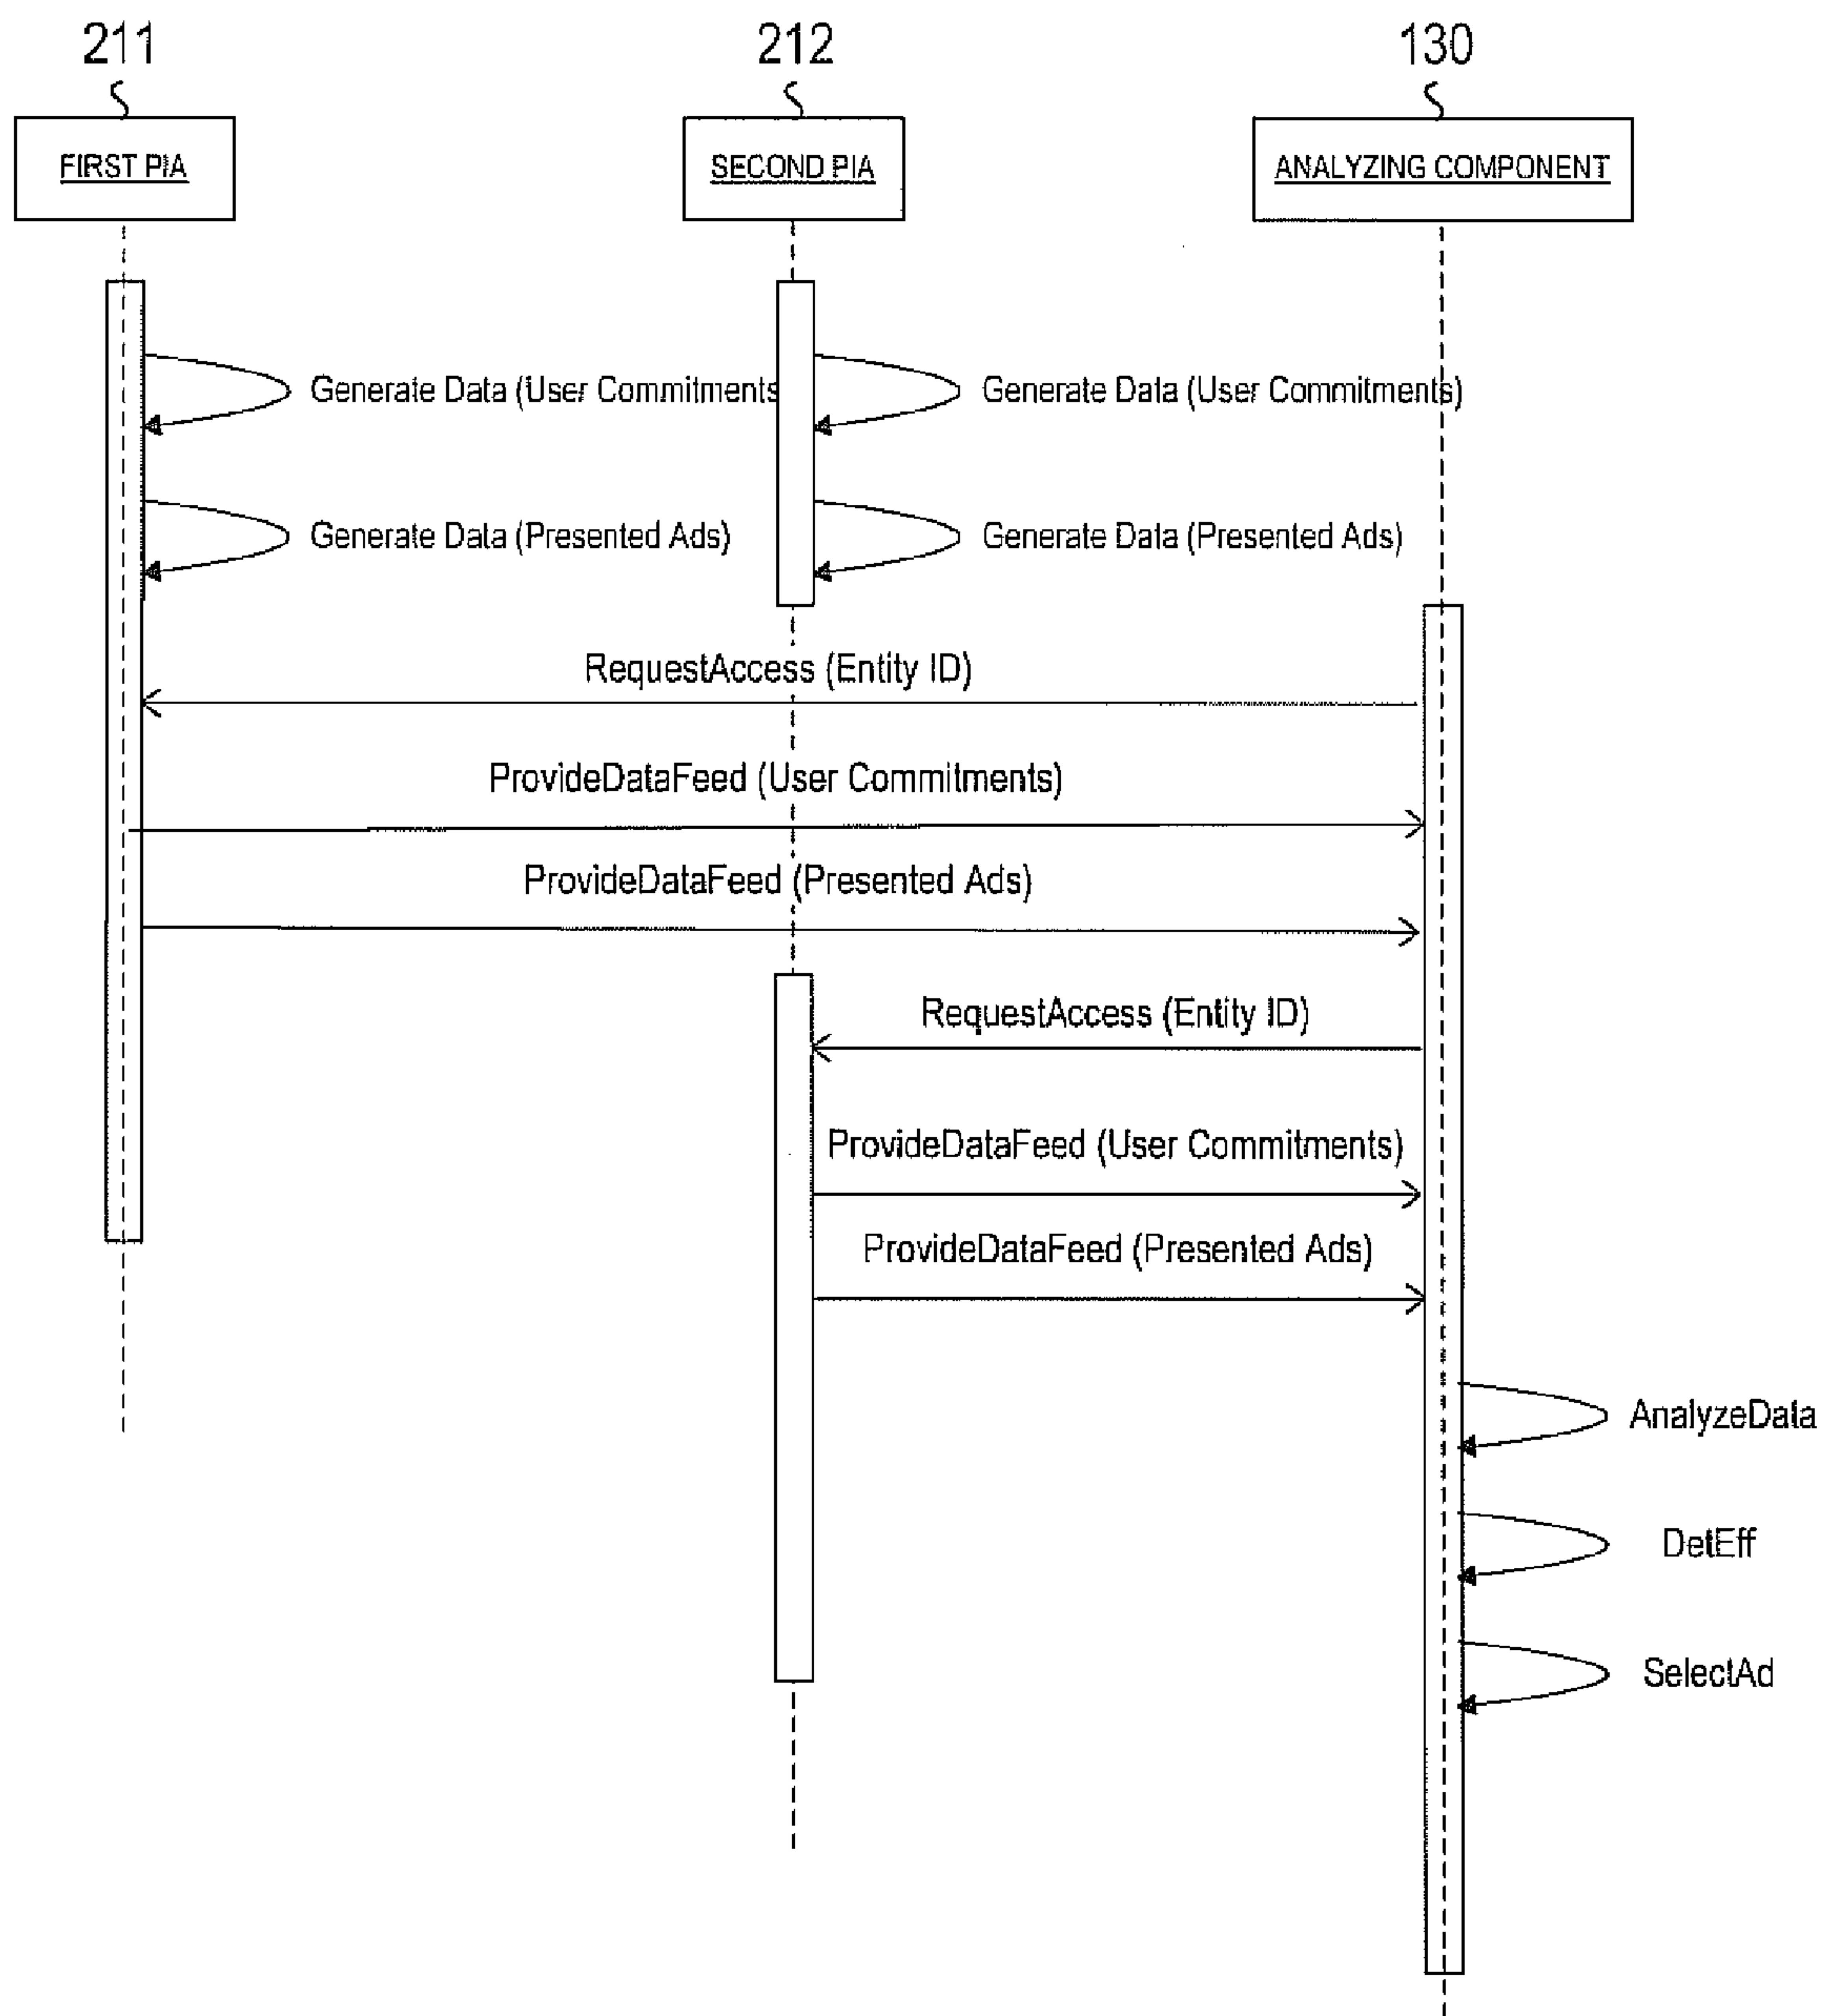 211
212
130
FIRST PIA
SECOND PIA
ANALYZING COMPONENT
Generate Data (User Commitments
Generate Data (User Commitments)
Generate Data (Presented Ads)
Generate Data (Presented Ads)
RequestAccess (Entity ID)
ProvideDataFeed (User Commitments)
ProvideDataFeed (Presented Ads)
RequestAccess (Entity ID)
ProvideDataFeed (User Commitments)
ProvideDataFeed (Presented Ads)
AnalyzeData
DetEff
SelectAd